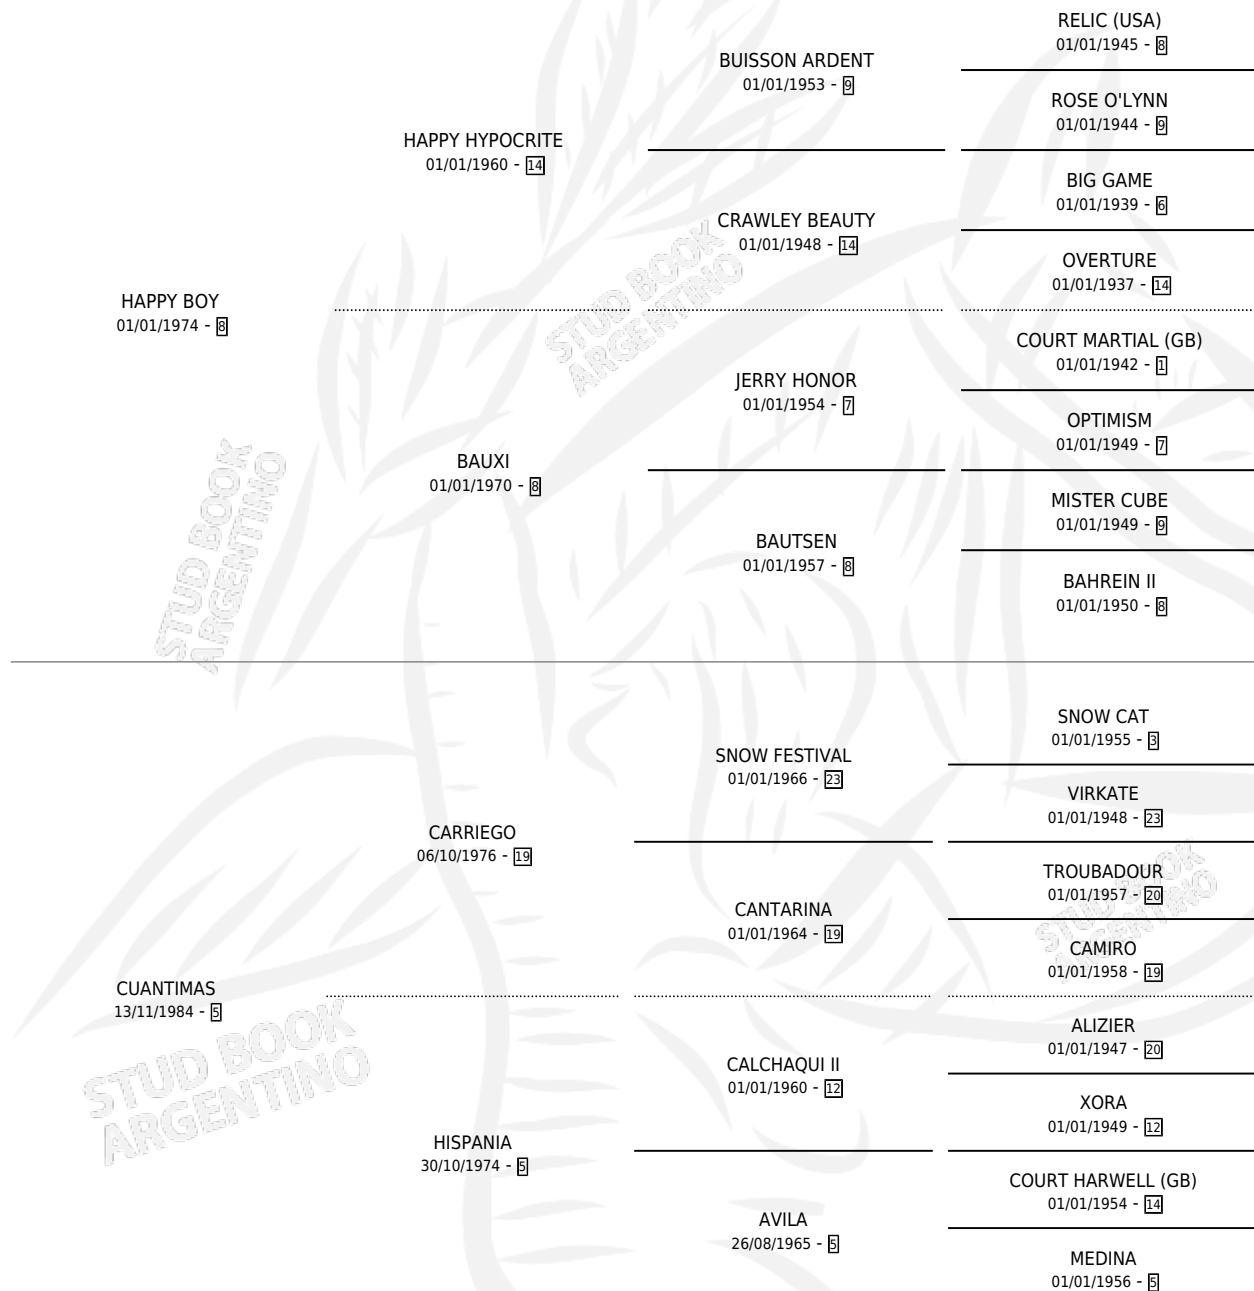 RELIC (USA)
01/01/1945 - 8
BUISSON ARDENT
01/01/1953 - 9
ROSE O'LYNN
01/01/1944 - 9
HAPPY HYPOCRITE
01/01/1960 - 14
BIG GAME
01/01/1939 - 6
CRAWLEY BEAUTY
01/01/1948 - 14
OVERTURE
01/01/1937 - 14
HAPPY BOY
01/01/1974 - 8
COURT MARTIAL (GB)
01/01/1942 - 1
JERRY HONOR
01/01/1954 - 7
OPTIMISM
01/01/1949 - 7
BAUXI
01/01/1970 - 8
MISTER CUBE
01/01/1949 - 9
BAUTSEN
01/01/1957 - 8
BAHREIN II
01/01/1950 - 8
STUD BOOK
ARGENTINO
STUD BOOK
ARGENTINO
SNOW CAT
01/01/1955 - 3
SNOW FESTIVAL
01/01/1966 - 23
VIRKATE
01/01/1948 - 23
CARRIEGO
06/10/1976 - 19
TROUBADOUR
01/01/1957 - 20
CANTARINA
01/01/1964 - 19
CAMIRO
01/01/1958 - 19
STUD BOOK
ARGENTINO
CUANTIMAS
13/11/1984 - 5
ALIZIER
01/01/1947 - 20
CALCHAQUI II
01/01/1960 - 12
XORA
01/01/1949 - 12
HISPANIA
30/10/1974 - 5
COURT HARWELL (GB)
01/01/1954 - 14
AVILA
26/08/1965 - 5
MEDINA
01/01/1956 - 5
STUD BOOK
ARGENTINO